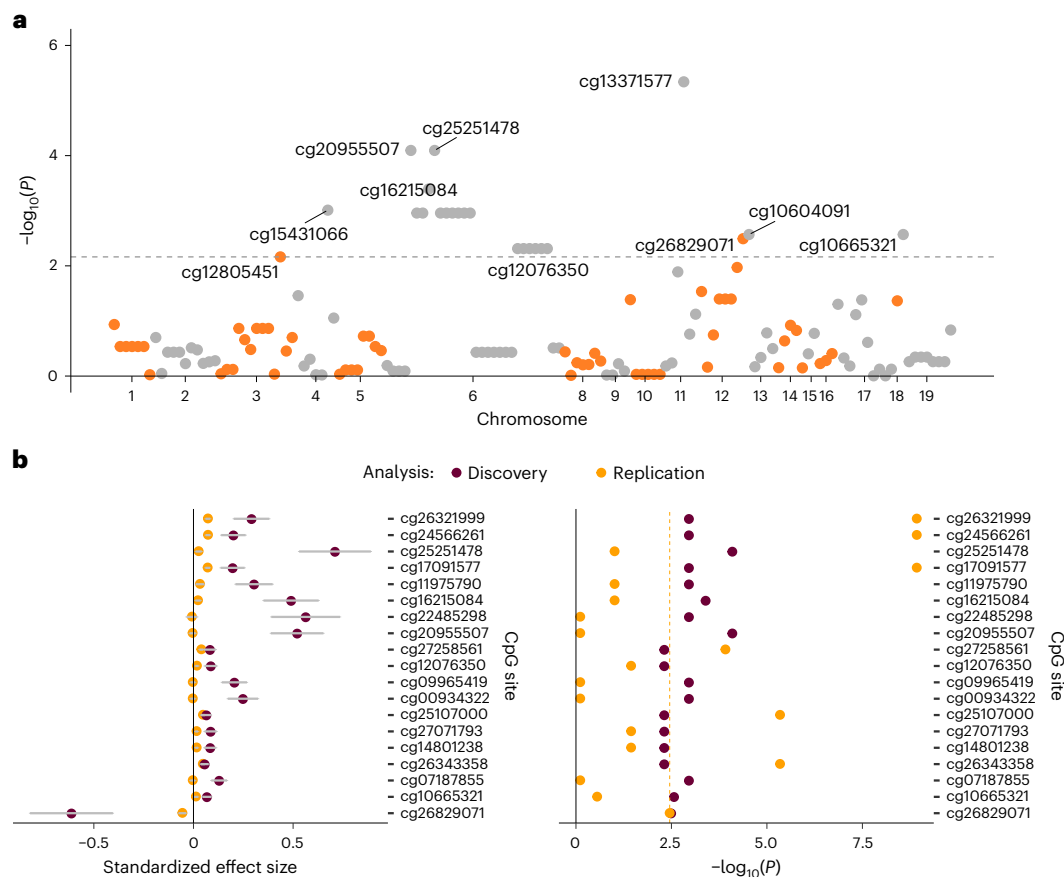 a
6
4
2
0
−log10(P)
cg13371577
cg25251478
cg20955507
cg16215084
cg15431066
cg10604091
cg26829071
cg10665321
cg12805451
cg12076350
1 2 3 4 5 6 8 9 10 11 12 13 14 15 16 17 18 19
Chromosome
b
Analysis: Discovery Replication
cg26321999
cg24566261
cg25251478
cg17091577
cg11975790
cg16215084
cg22485298
cg20955507
cg27258561
cg12076350
cg09965419
cg00934322
cg25107000
cg27071793
cg14801238
cg26343358
cg07187855
cg10665321
cg26829071
CpG site
−0.5 0 0.5
Standardized effect size
cg26321999
cg24566261
cg25251478
cg17091577
cg11975790
cg16215084
cg22485298
cg20955507
cg27258561
cg12076350
cg09965419
cg00934322
cg25107000
cg27071793
cg14801238
cg26343358
cg07187855
cg10665321
cg26829071
CpG site
0 2.5 5.0 7.5
−log10(P)